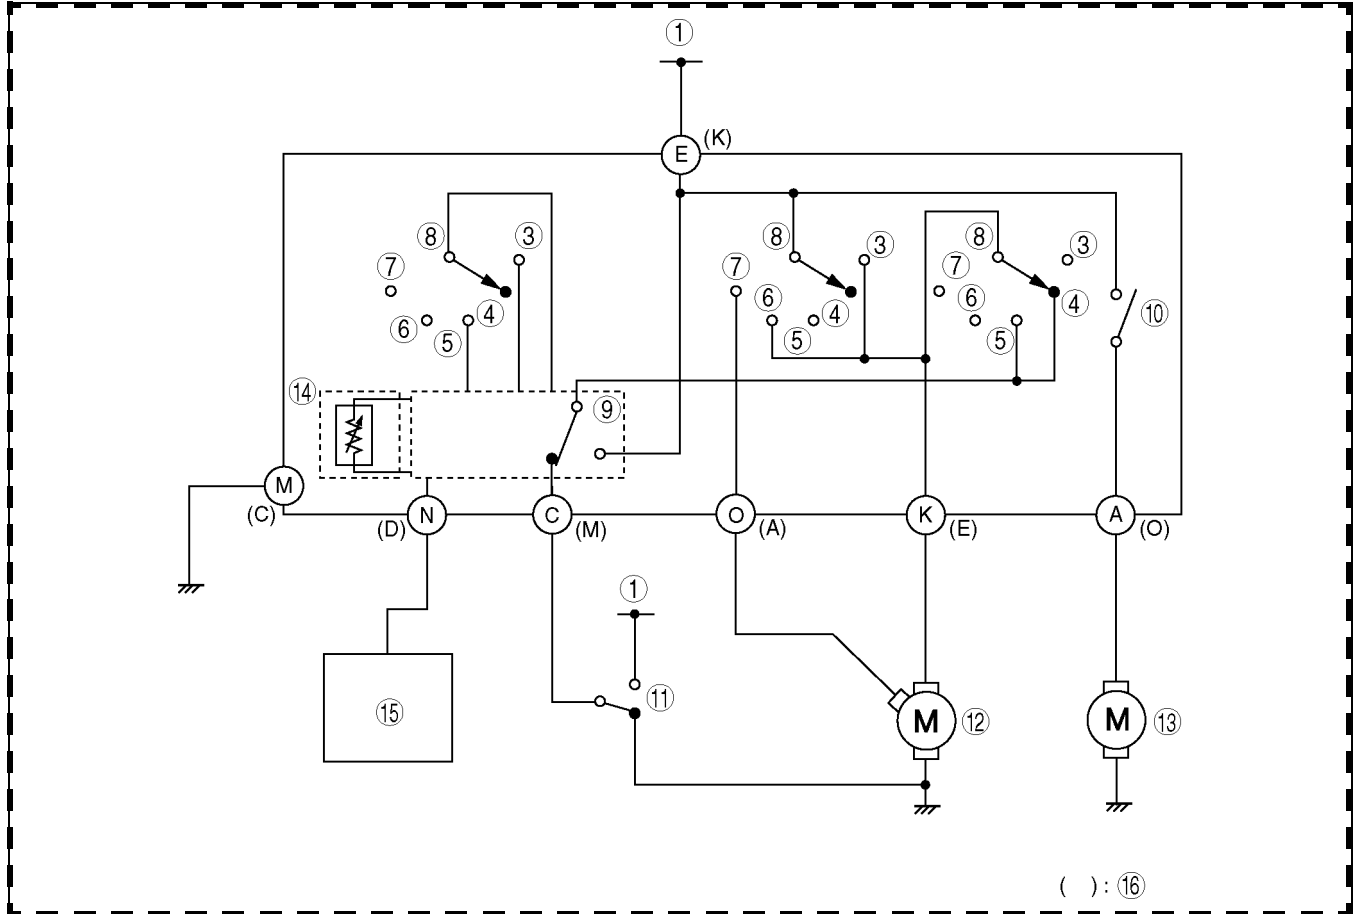 ①
E (K)
⑧ ③ ⑦ ④ ⑥ ⑤
⑧ ③ ⑦ ⑥ ④ ⑤
⑧ ③ ⑦ ⑥ ④ ⑤
⑩
⑭ ⑨
M (C)
(D) N
C (M)
O (A)
K (E)
A (O)
①
⑪
⑮
M ⑫
M ⑬
( ) : ⑯